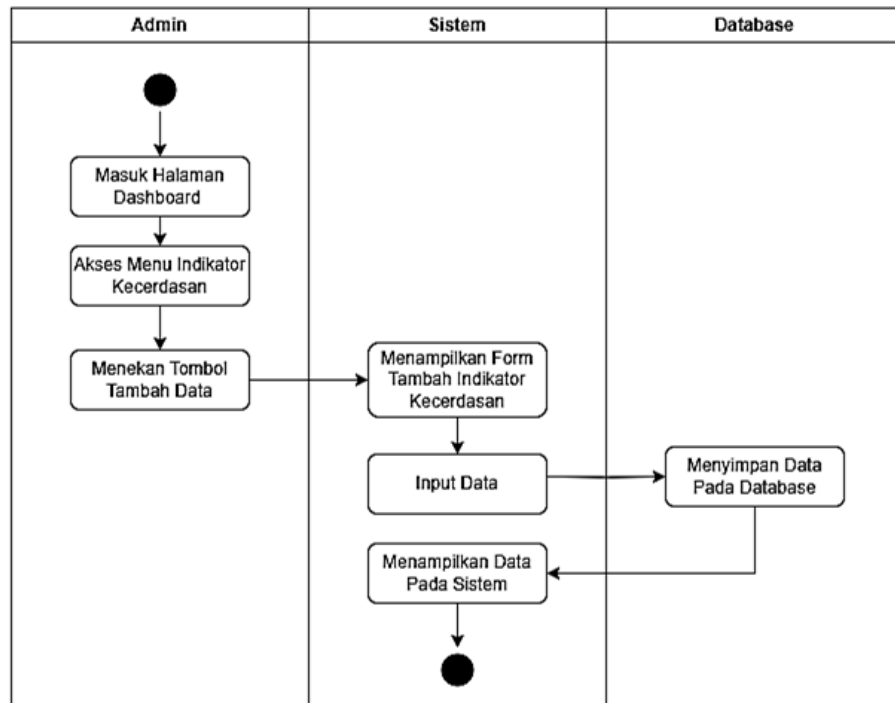 Admin
Sistem
Database
Masuk Halaman
Dashboard
Akses Menu Indikator
Kecerdasan
Menekan Tombol
Tambah Data
Menampilkan Form
Tambah Indikator
Kecerdasan
Input Data
Menyimpan Data
Pada Database
Menampilkan Data
Pada Sistem